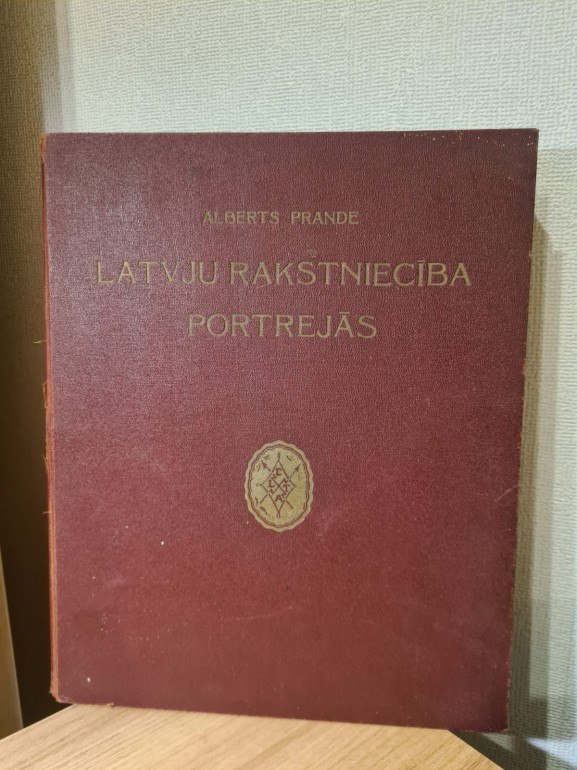 ALBERTS PRANDE
LATVJU RAKSTNIECĪBA
PORTREJĀS